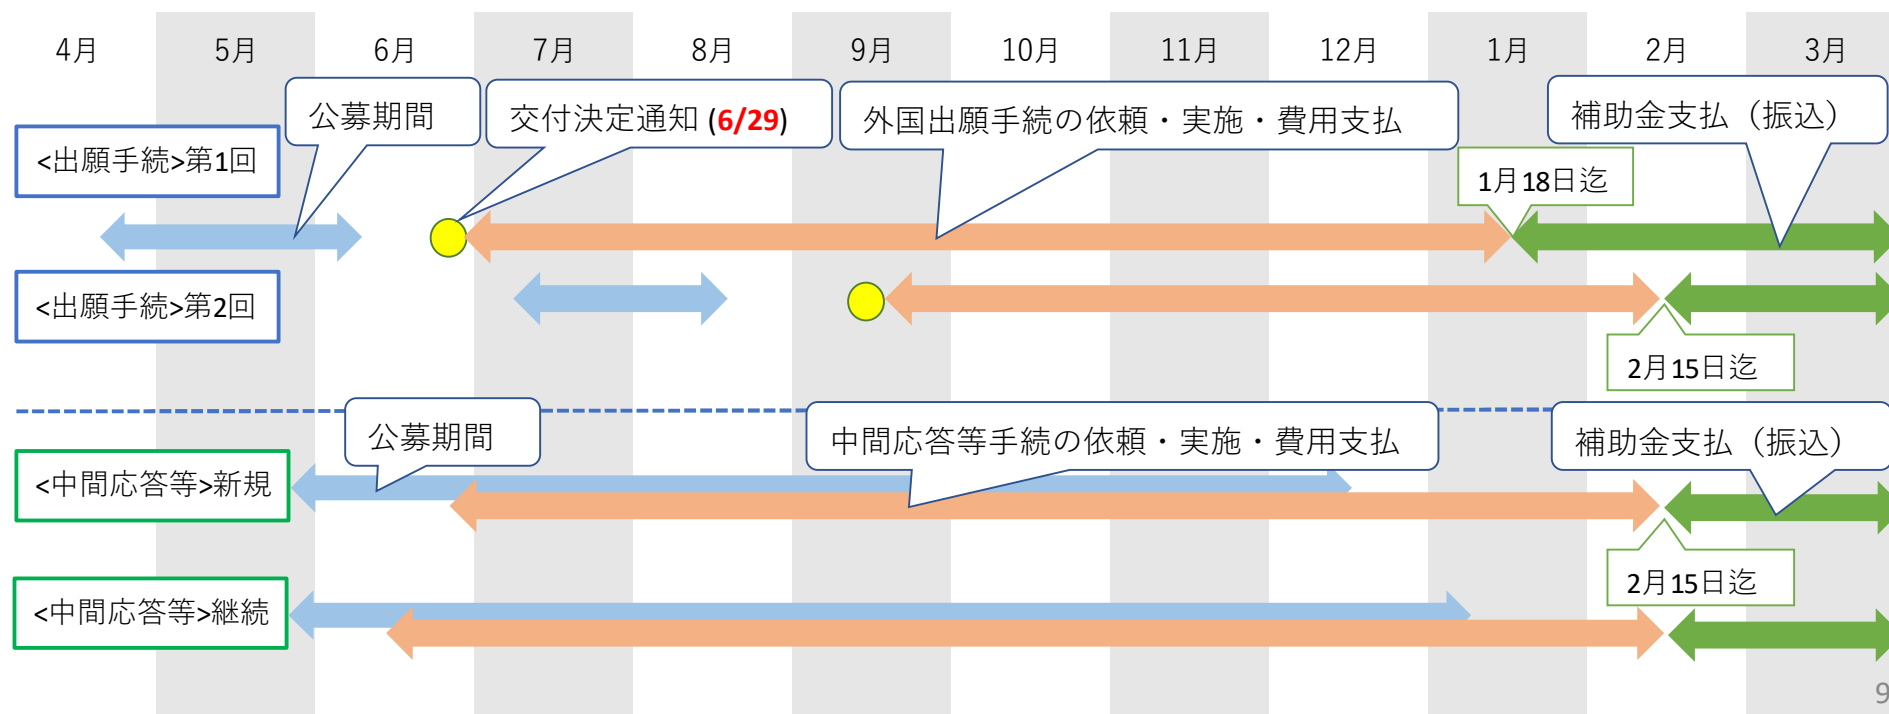 4月 5月 6月 7月 8月 9月 10月 11月 12月 1月 2月 3月
公募期間
交付決定通知 (6/29)
外国出願手続の依頼・実施・費用支払
補助金支払（振込）
<出願手続>第1回
1月18日迄
<出願手続>第2回
2月15日迄
公募期間
中間応答等手続の依頼・実施・費用支払
補助金支払（振込）
<中間応答等>新規
2月15日迄
<中間応答等>継続
9